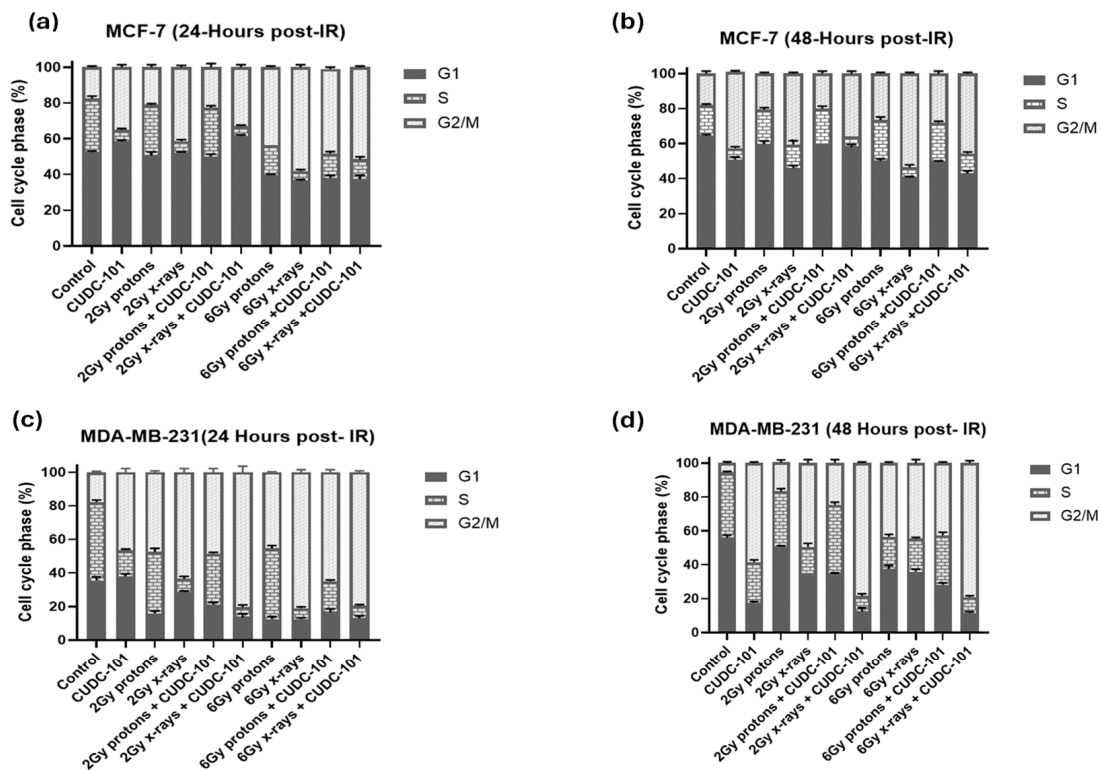 (a)
MCF-7 (24-Hours post-IR)
Cell cycle phase (%)
100
80
60
40
20
0
G1
S
G2/M
Control
CUDC-101
2Gy protons
2Gy x-rays
2Gy protons + CUDC-101
2Gy x-rays + CUDC-101
6Gy protons
6Gy x-rays
6Gy protons +CUDC-101
6Gy x-rays +CUDC-101
(b)
MCF-7 (48-Hours post-IR)
Cell cycle phase (%)
100
80
60
40
20
0
G1
S
G2/M
Control
CUDC-101
2Gy protons
2Gy x-rays
2Gy protons + CUDC-101
2Gy x-rays + CUDC-101
6Gy protons
6Gy x-rays
6Gy protons +CUDC-101
6Gy x-rays +CUDC-101
(c)
MDA-MB-231(24 Hours post- IR)
Cell cycle phase (%)
100
80
60
40
20
0
G1
S
G2/M
Control
CUDC-101
2Gy protons
2Gy x-rays
2Gy protons + CUDC-101
2Gy x-rays + CUDC-101
6Gy protons
6Gy x-rays
6Gy protons + CUDC-101
6Gy x-rays + CUDC-101
(d)
MDA-MB-231 (48 Hours post- IR)
Cell cycle phase (%)
100
80
60
40
20
0
G1
S
G2/M
Control
CUDC-101
2Gy protons
2Gy x-rays
2Gy protons + CUDC-101
2Gy x-rays + CUDC-101
6Gy protons
6Gy x-rays
6Gy protons + CUDC-101
6Gy x-rays + CUDC-101